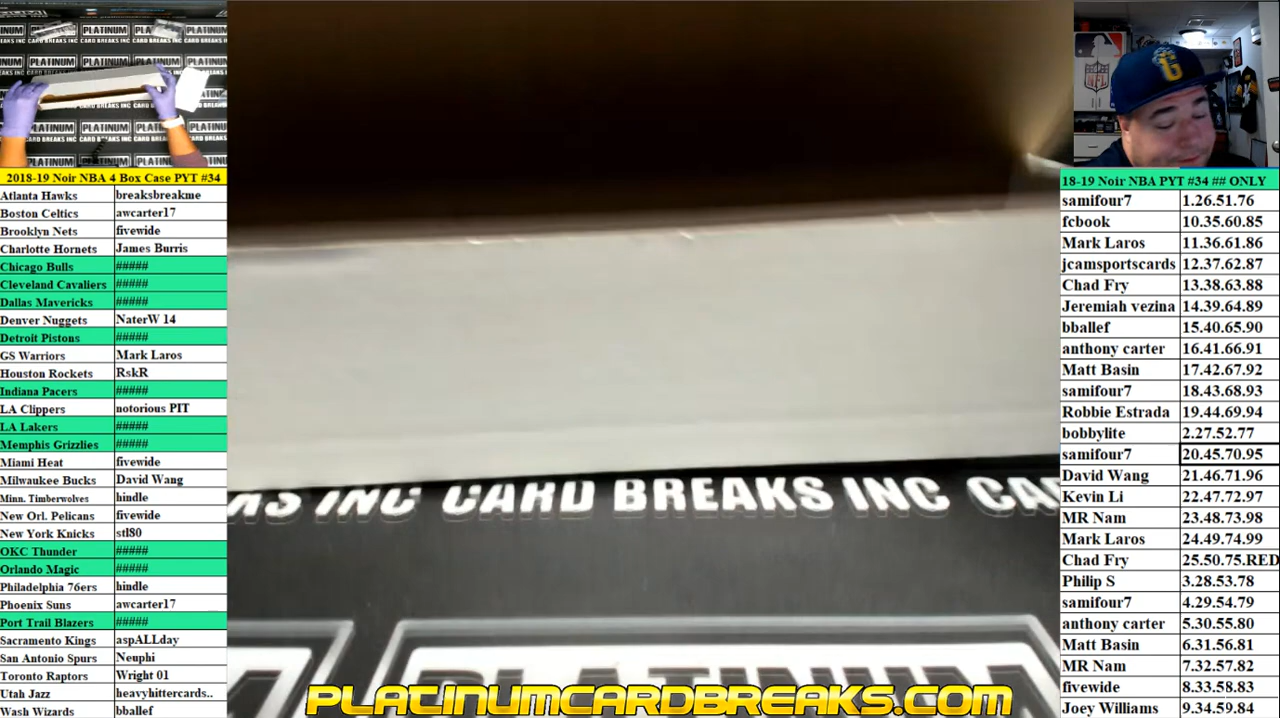 2018-19 Noir NBA 4 Box Case PYT #34
Atlanta Hawks breaksbreakme
Boston Celtics awcarter17
Brooklyn Nets fivewide
Charlotte Hornets James Burris
Chicago Bulls #####
Cleveland Cavaliers #####
Dallas Mavericks #####
Denver Nuggets NaterW 14
Detroit Pistons #####
GS Warriors Mark Laros
Houston Rockets RskR
Indiana Pacers #####
LA Clippers notorious PIT
LA Lakers #####
Memphis Grizzlies #####
Miami Heat fivewide
Milwaukee Bucks David Wang
Minn. Timberwolves hindle
New Orl. Pelicans fivewide
New York Knicks stl80
OKC Thunder #####
Orlando Magic #####
Philadelphia 76ers hindle
Phoenix Suns awcarter17
Port Trail Blazers #####
Sacramento Kings aspALLday
San Antonio Spurs Neuphi
Toronto Raptors Wright 01
Utah Jazz heavyhittercards..
Wash Wizards bballef
INC CARD BREAKS INC
PLATINUM
PLATINUMCARDBREAKS.COM
NFL
18-19 Noir NBA PYT #34 ## ONLY
samifour7 1.26.51.76
fcbook 10.35.60.85
Mark Laros 11.36.61.86
jcamsportscards 12.37.62.87
Chad Fry 13.38.63.88
Jeremiah vezina 14.39.64.89
bballef 15.40.65.90
anthony carter 16.41.66.91
Matt Basin 17.42.67.92
samifour7 18.43.68.93
Robbie Estrada 19.44.69.94
bobbylite 2.27.52.77
samifour7 20.45.70.95
David Wang 21.46.71.96
Kevin Li 22.47.72.97
MR Nam 23.48.73.98
Mark Laros 24.49.74.99
Chad Fry 25.50.75.RED
Philip S 3.28.53.78
samifour7 4.29.54.79
anthony carter 5.30.55.80
Matt Basin 6.31.56.81
MR Nam 7.32.57.82
fivewide 8.33.58.83
Joey Williams 9.34.59.84